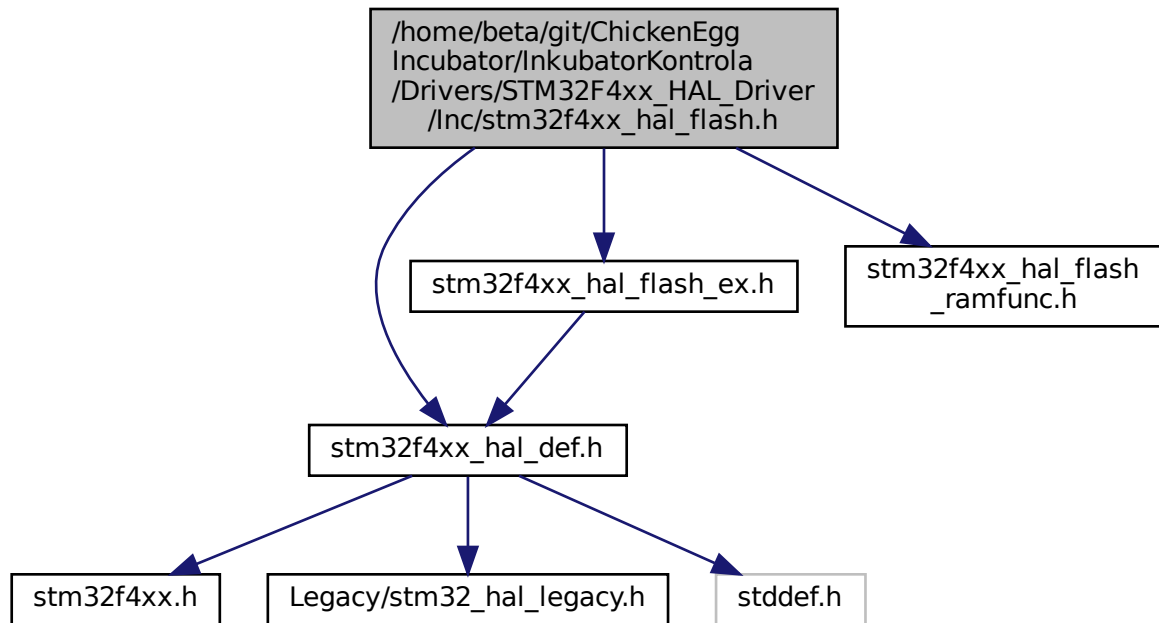 /home/beta/git/ChickenEgg
Incubator/InkubatorKontrola
/Drivers/STM32F4xx_HAL_Driver
/Inc/stm32f4xx_hal_flash.h
stm32f4xx_hal_flash_ex.h
stm32f4xx_hal_flash
_ramfunc.h
stm32f4xx_hal_def.h
stm32f4xx.h
Legacy/stm32_hal_legacy.h
stddef.h